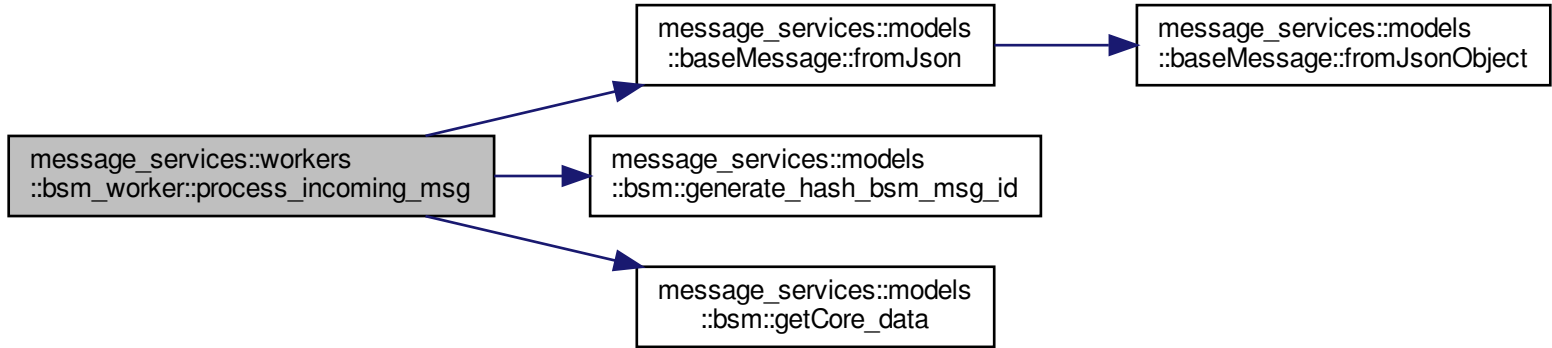 message_services::models
::baseMessage::fromJson
message_services::models
::baseMessage::fromJsonObject
message_services::workers
::bsm_worker::process_incoming_msg
message_services::models
::bsm::generate_hash_bsm_msg_id
message_services::models
::bsm::getCore_data